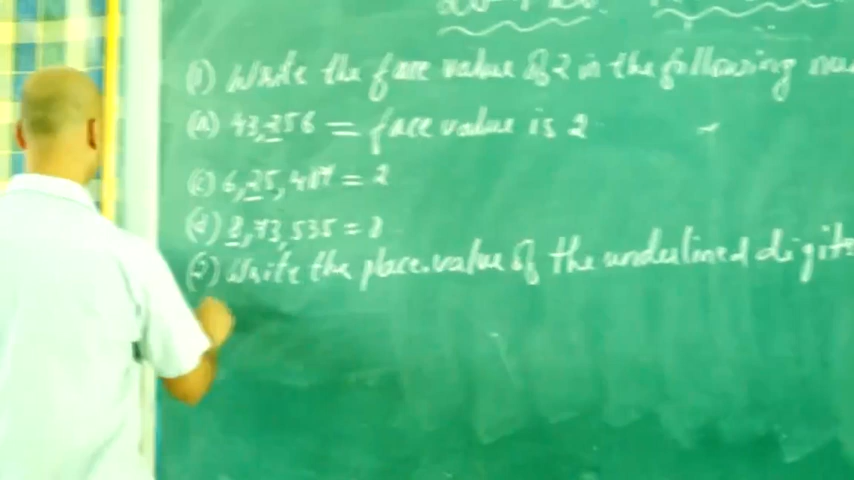 (1) Write the face value of 2 in the following
(a) 43,256 = face value is 2
(c) 6,25,487 = 2
(d) 2,73,535 = 2
(2) Write the place value of the underlined digits